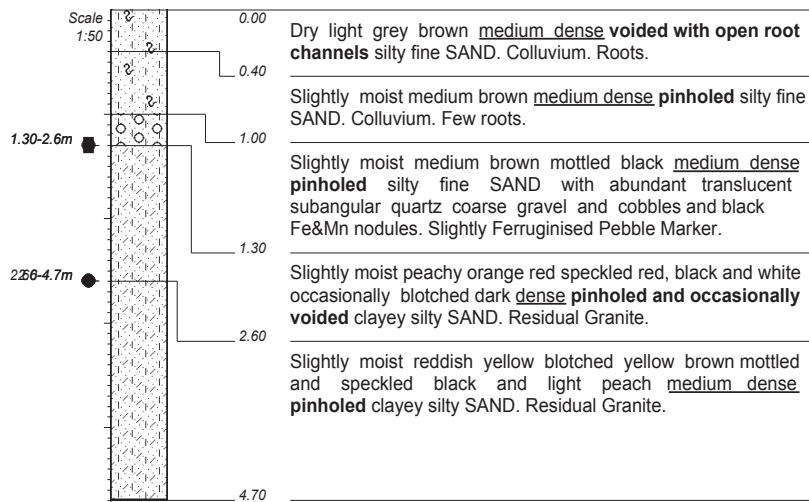 Scale
1:50
0.00
Dry light grey brown medium dense voided with open root
channels silty fine SAND. Colluvium. Roots.
0.40
Slightly moist medium brown medium dense pinholed silty fine
SAND. Colluvium. Few roots.
1.00
1.30-2.6m
Slightly moist medium brown mottled black medium dense
pinholed silty fine SAND with abundant translucent
subangular quartz coarse gravel and cobbles and black
Fe&Mn nodules. Slightly Ferruginised Pebble Marker.
1.30
Slightly moist peachy orange red speckled red, black and white
occasionally blotched dark dense pinholed and occasionally
voided clayey silty SAND. Residual Granite.
2.60
Slightly moist reddish yellow blotched yellow brown mottled
and speckled black and light peach medium dense
pinholed clayey silty SAND. Residual Granite.
4.70